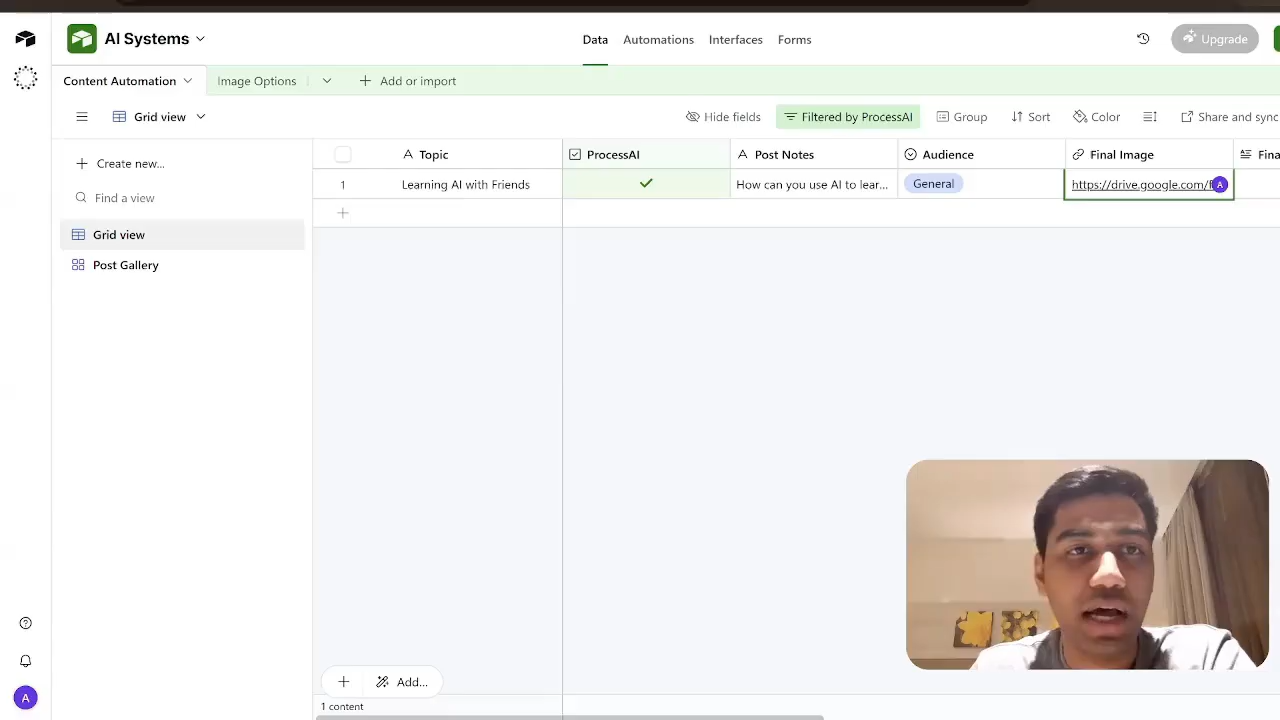 AI Systems
Data Automations Interfaces Forms
Upgrade
Content Automation Image Options Add or import
Grid view
Hide fields Filtered by ProcessAI Group Sort Color Share and sync
Create new...
Find a view
Grid view
Post Gallery
Topic ProcessAI Post Notes Audience Final Image Fina
1 Learning AI with Friends How can you use AI to lear... General https://drive.google.com/ A
Add...
1 content
A